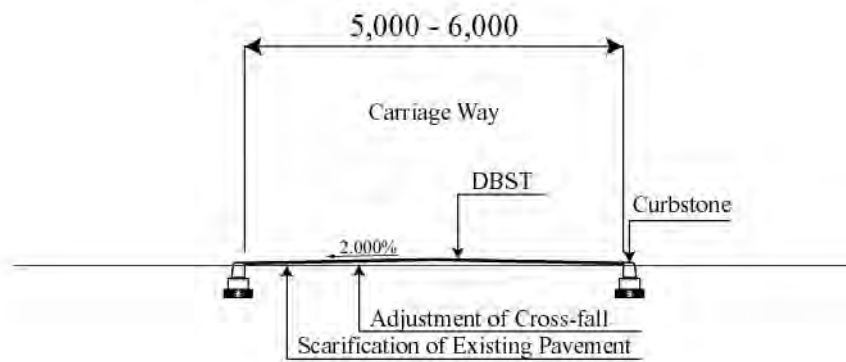 5,000 - 6,000
Carriage Way
DBST
Curbstone
2.000%
Adjustment of Cross-fall
Scarification of Existing Pavement